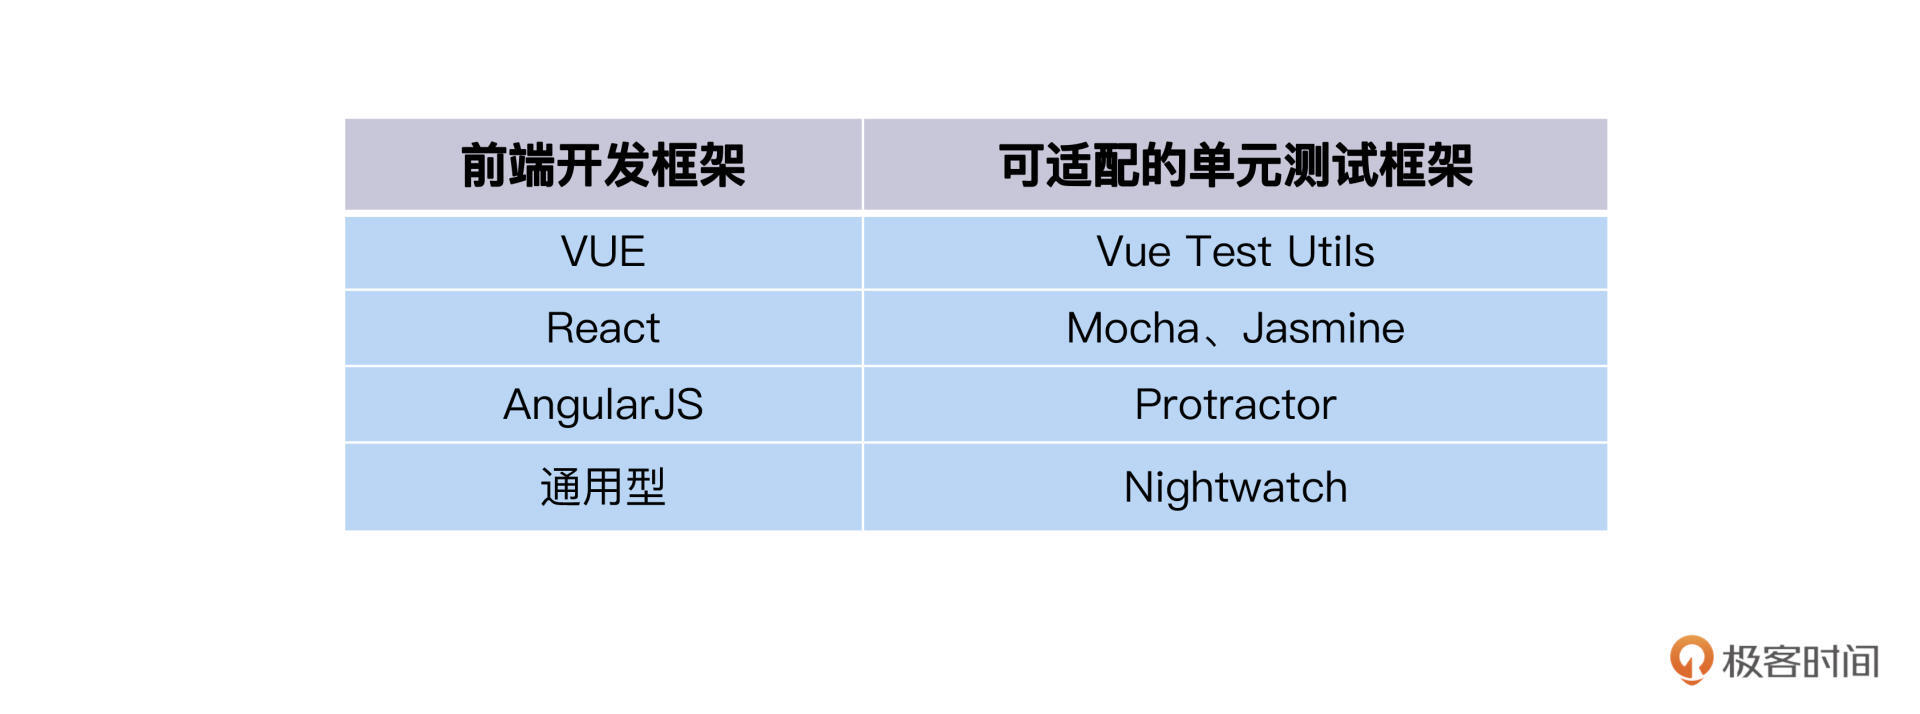 前端开发框架 可适配的单元测试框架
VUE Vue Test Utils
React Mocha、Jasmine
AngularJS Protractor
通用型 Nightwatch
极客时间